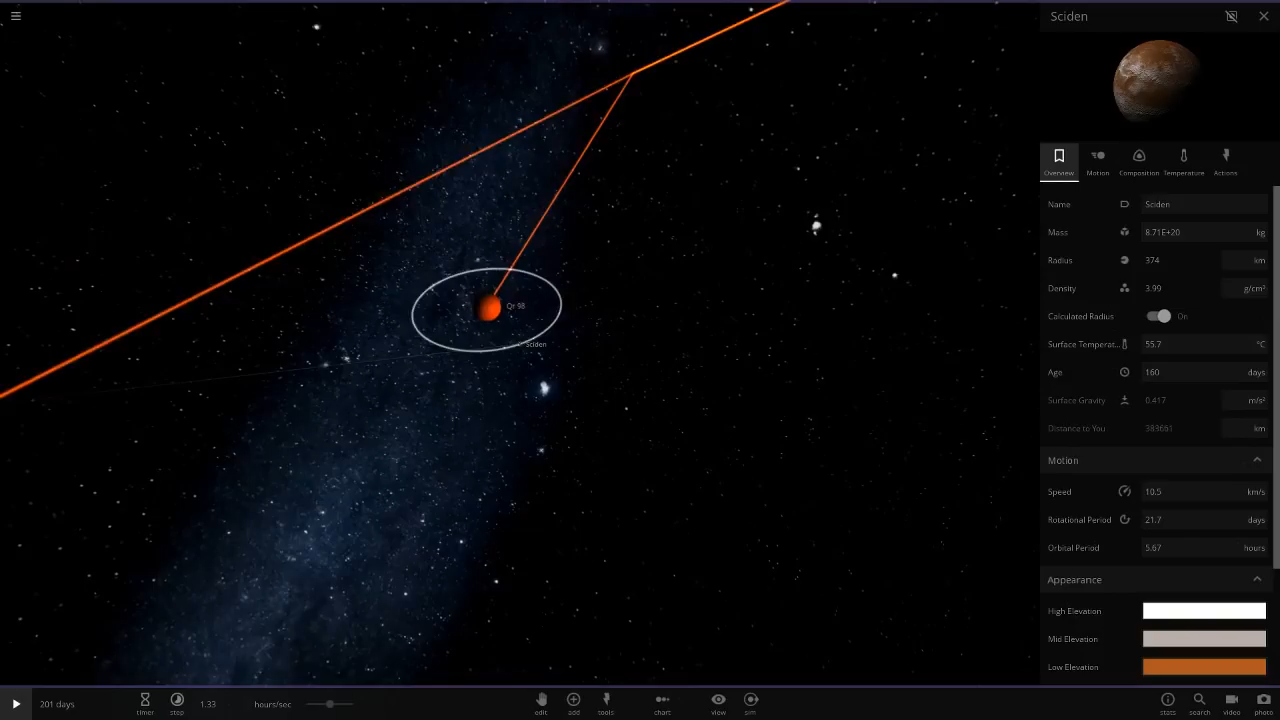 Sciden
Overview
Motion
Composition
Temperature
Actions
Name
Sciden
Mass
8.71E+20
kg
Radius
374
km
Density
3.99
g/cm³
Calculated Radius
On
Surface Temperat...
55.7
°C
Age
160
days
Surface Gravity
0.417
m/s²
Distance to You
383661
km
Motion
Speed
10.5
km/s
Rotational Period
21.7
days
Orbital Period
5.67
hours
Appearance
High Elevation
Mid Elevation
Low Elevation
Qr 98
Sciden
201 days
timer
step
1.33
hours/sec
edit
add
tools
chart
view
sim
stats
search
video
photo